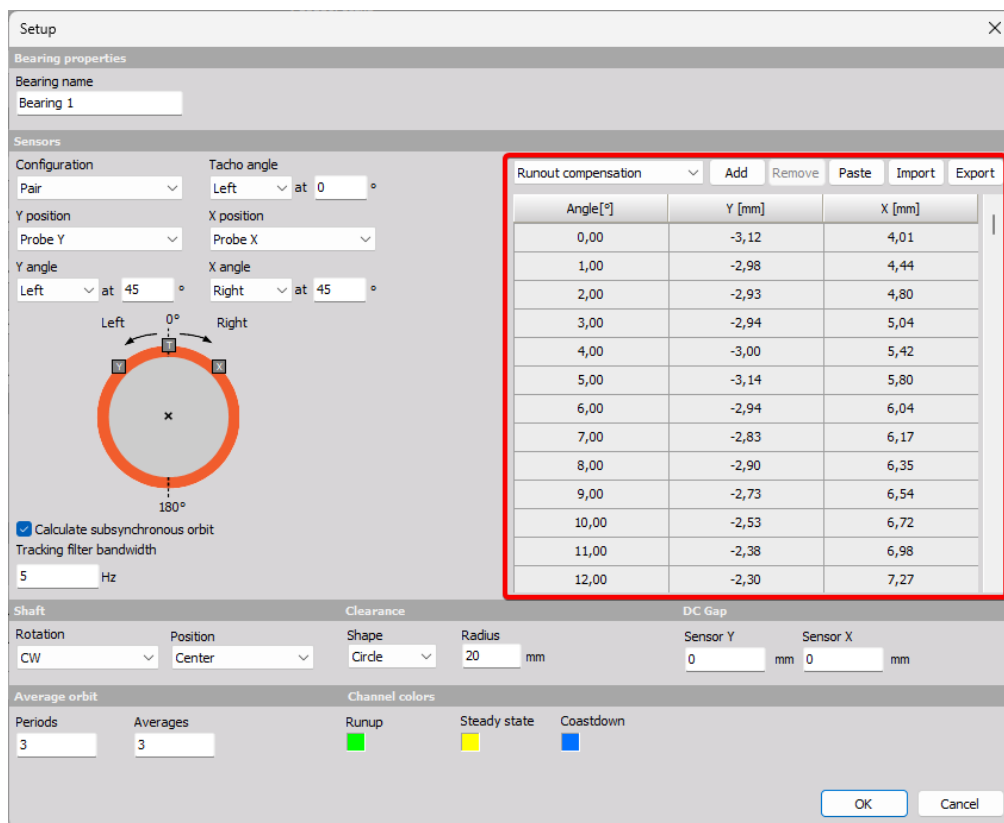 Setup
Bearing properties
Bearing name
Bearing 1
Sensors
Configuration Tacho angle
Pair Left at 0 °
Y position X position
Probe Y Probe X
Y angle X angle
Left at 45 ° Right at 45 °
Left 0° Right
T
Y X
180°
Calculate subsynchronous orbit
Tracking filter bandwidth
5 Hz
Runout compensation Add Remove Paste Import Export
Angle[°] Y [mm] X [mm]
0,00 -3,12 4,01
1,00 -2,98 4,44
2,00 -2,93 4,80
3,00 -2,94 5,04
4,00 -3,00 5,42
5,00 -3,14 5,80
6,00 -2,94 6,04
7,00 -2,83 6,17
8,00 -2,90 6,35
9,00 -2,73 6,54
10,00 -2,53 6,72
11,00 -2,38 6,98
12,00 -2,30 7,27
Shaft Clearance DC Gap
Rotation Position Shape Radius Sensor Y Sensor X
CW Center Circle 20 mm 0 mm 0 mm
Average orbit Channel colors
Periods Averages Runup Steady state Coastdown
3 3
OK Cancel